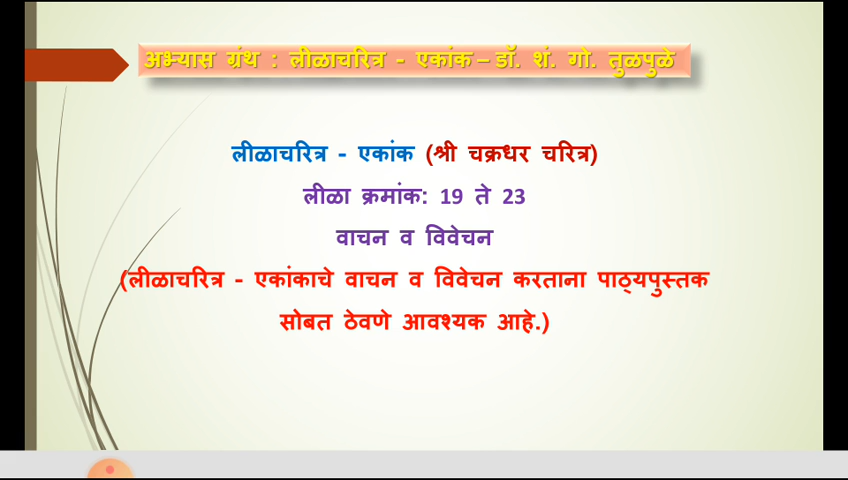 अभ्यास ग्रंथ : लीळाचरित्र - एकांक – डॉ. शं. गो. तुळपुळे
लीळाचरित्र - एकांक (श्री चक्रधर चरित्र)
लीळा क्रमांक: 19 ते 23
वाचन व विवेचन
(लीळाचरित्र - एकांकाचे वाचन व विवेचन करताना पाठ्यपुस्तक
सोबत ठेवणे आवश्यक आहे.)